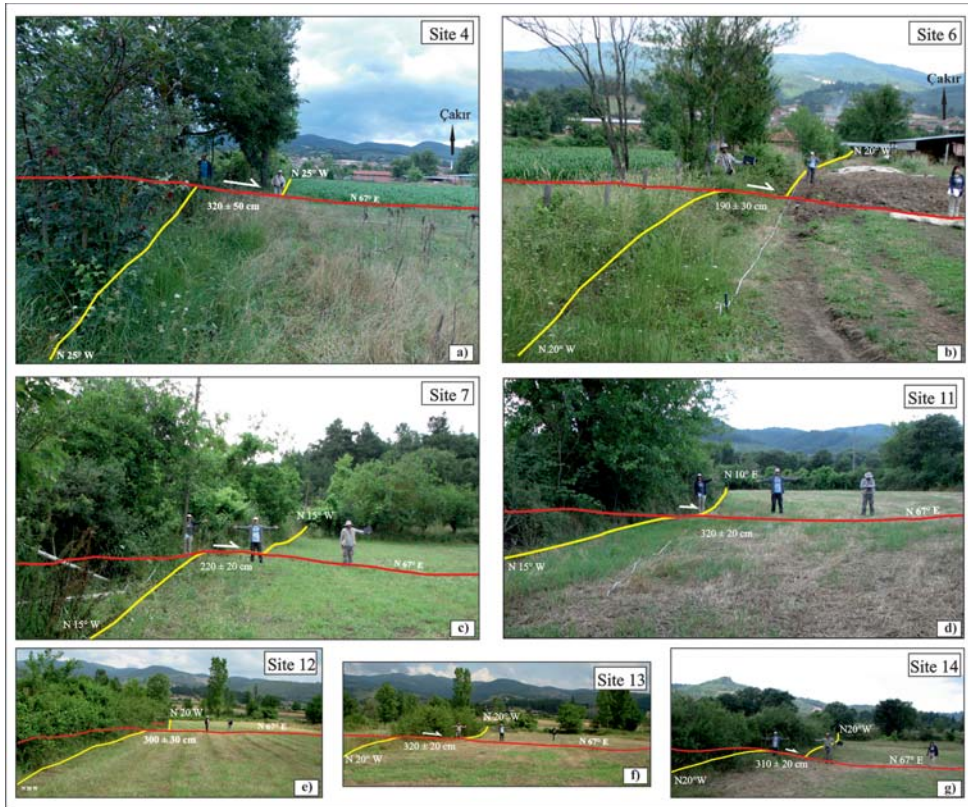 Site 4
Çakır
N 25° W
320 ± 50 cm
N 67° E
N 25° W
a)
Site 6
Çakır
N 20° W
190 ± 30 cm
N 67° E
N 20° W
b)
Site 7
N 15° W
220 ± 20 cm
N 67° E
N 15° W
c)
Site 11
N 10° E
N 67° E
320 ± 20 cm
N 15° W
d)
Site 12
N 20 W
N 67° E
300 ± 30 cm
e)
Site 13
N 20° W
320 ± 20 cm
N 67° E
N 20° W
f)
Site 14
N20° W
310 ± 20 cm
N 67° E
N20° W
g)